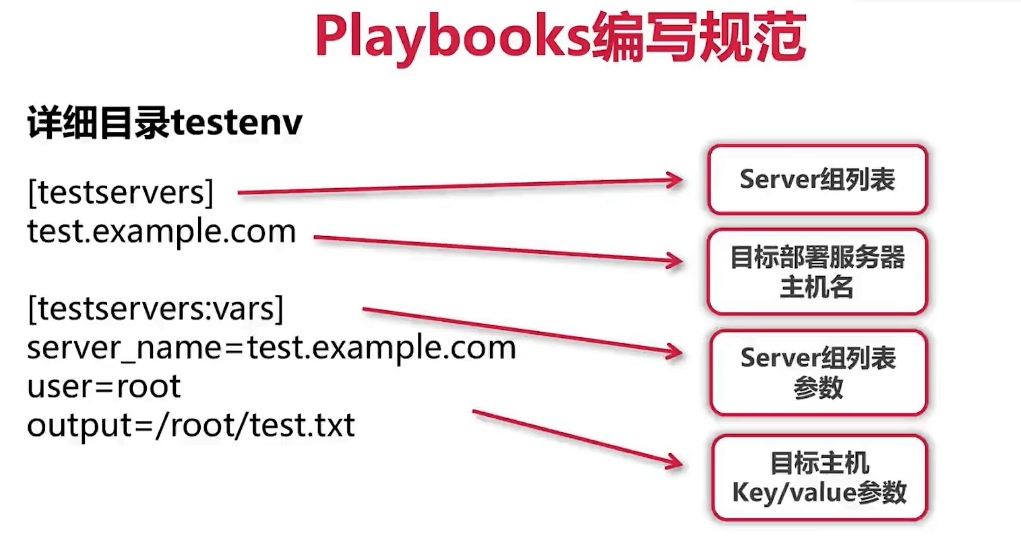 Playbooks编写规范
详细目录testenv
[testservers]
test.example.com
[testservers:vars]
server_name=test.example.com
user=root
output=/root/test.txt
Server组列表
目标部署服务器
主机名
Server组列表
参数
目标主机
Key/value参数